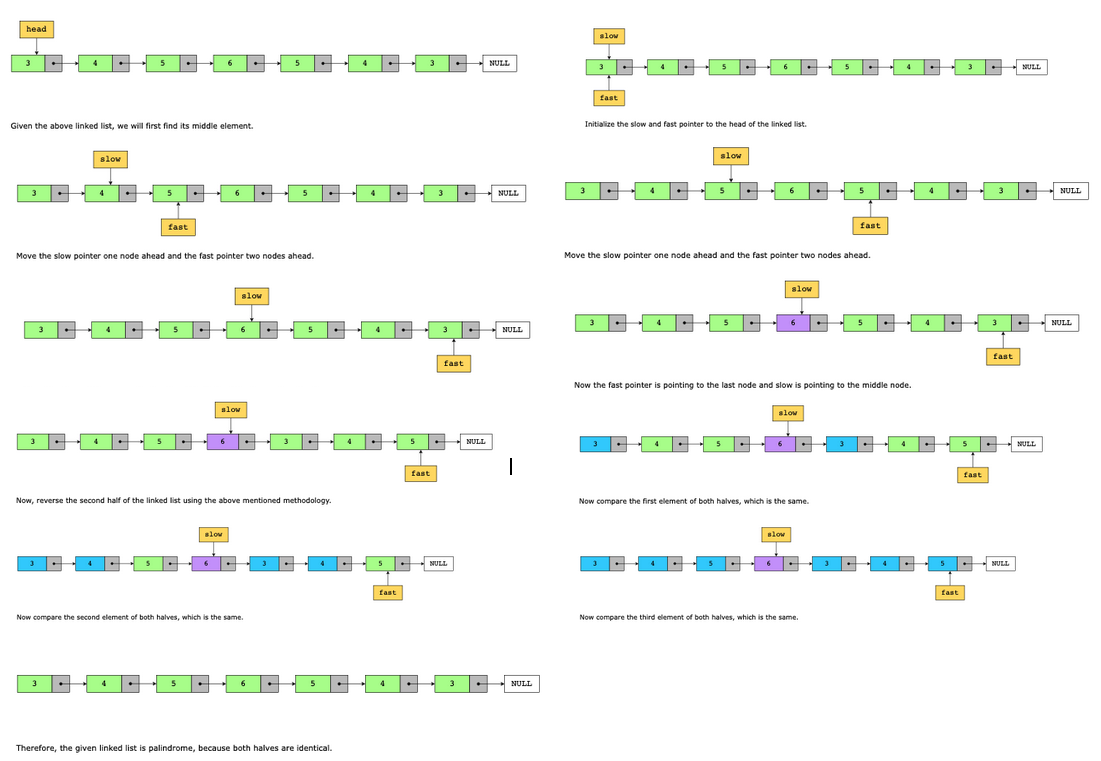 head
3 4 5 6 5 4 3 NULL
Given the above linked list, we will first find its middle element.
slow
3 4 5 6 5 4 3 NULL
fast
Initialize the slow and fast pointer to the head of the linked list.
slow
3 4 5 6 5 4 3 NULL
fast
Move the slow pointer one node ahead and the fast pointer two nodes ahead.
slow
3 4 5 6 5 4 3 NULL
fast
Move the slow pointer one node ahead and the fast pointer two nodes ahead.
slow
3 4 5 6 5 4 3 NULL
fast
slow
3 4 5 6 5 4 3 NULL
fast
Now the fast pointer is pointing to the last node and slow is pointing to the middle node.
slow
3 4 5 6 3 4 5 NULL
fast
Now, reverse the second half of the linked list using the above mentioned methodology.
slow
3 4 5 6 3 4 5 NULL
fast
Now compare the first element of both halves, which is the same.
slow
3 4 5 6 3 4 5 NULL
fast
Now compare the second element of both halves, which is the same.
slow
3 4 5 6 3 4 5 NULL
fast
Now compare the third element of both halves, which is the same.
3 4 5 6 5 4 3 NULL
Therefore, the given linked list is palindrome, because both halves are identical.